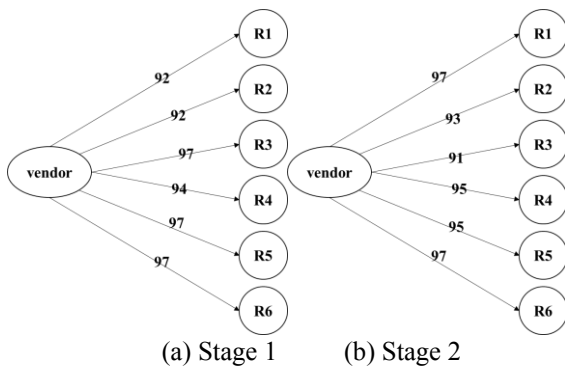 R1
92
R2
92
R3
97
vendor
94
R4
97
R5
97
R6
(a) Stage 1
R1
97
R2
93
R3
91
vendor
95
R4
95
R5
97
R6
(b) Stage 2